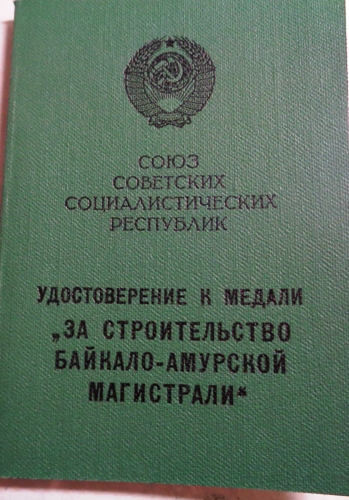 СОЮЗ
СОВЕТСКИХ
СОЦИАЛИСТИЧЕСКИХ
РЕСПУБЛИК
УДОСТОВЕРЕНИЕ К МЕДАЛИ
„ЗА СТРОИТЕЛЬСТВО
БАЙКАЛО-АМУРСКОЙ
МАГИСТРАЛИ“